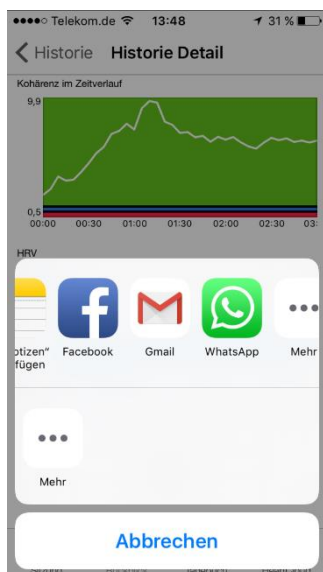 Telekom.de 13:48 31 %
Historie Historie Detail
Kohärenz im Zeitverlauf
9,9
0,5
00:00 00:30 01:00 01:30 02:00 02:30 03:
HRV
otizen“ Facebook Gmail WhatsApp Mehr
fügen
Mehr
Abbrechen